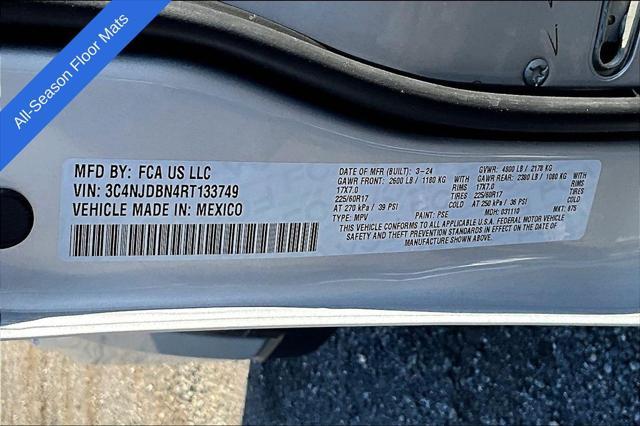 All-Season Floor Mats
MFD BY: FCA US LLC
VIN: 3C4NJDBN4RT133749
VEHICLE MADE IN: MEXICO
DATE OF MFR (BUILT): 3-24 GVWR: 4800 LB / 2178 KG
GAWR FRONT: 2600 LB / 1180 KG GAWR REAR: 2380 LB / 1080 KG
17X7.0 RIMS 17X7.0 RIMS
225/60R17 TIRES 225/60R17 TIRES
AT 270 kPa / 39 PSI COLD AT 250 kPa / 36 PSI COLD
TYPE: MPV PAINT: PSE MDH: 031110 MKT: 875
THIS VEHICLE CONFORMS TO ALL APPLICABLE U.S.A. FEDERAL MOTOR VEHICLE
SAFETY AND THEFT PREVENTION STANDARDS IN EFFECT ON THE DATE OF
MANUFACTURE SHOWN ABOVE.